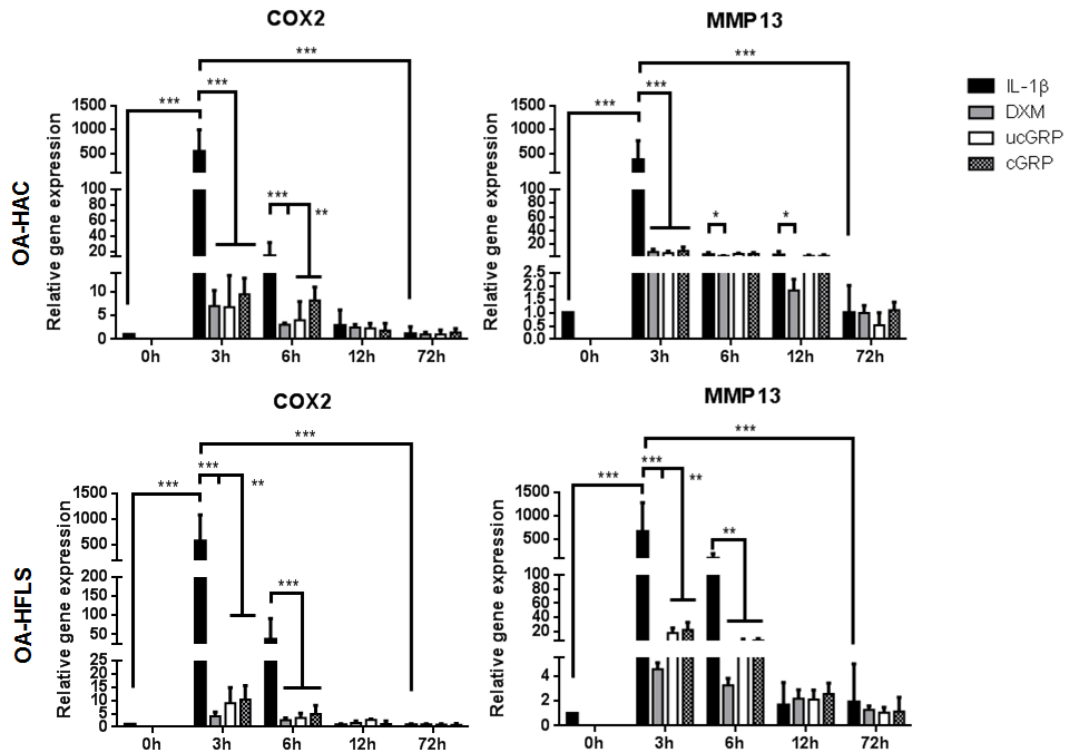 COX2
MMP13
OA-HAC
Relative gene expression
1500
1000
500
100
80
60
40
20
10
5
0
***
***
***
***
**
0h
3h
6h
12h
72h
Relative gene expression
1500
1000
500
100
80
60
40
20
2.5
2.0
1.5
1.0
0.5
0.0
***
***
***
*
*
0h
3h
6h
12h
72h
IL-1β
DXM
ucGRP
cGRP
COX2
MMP13
OA-HFLS
Relative gene expression
1500
1000
500
200
150
100
50
25
20
15
10
5
0
***
***
***
**
***
0h
3h
6h
12h
72h
Relative gene expression
1500
1000
500
100
80
60
40
20
4
2
0
***
***
***
**
**
0h
3h
6h
12h
72h